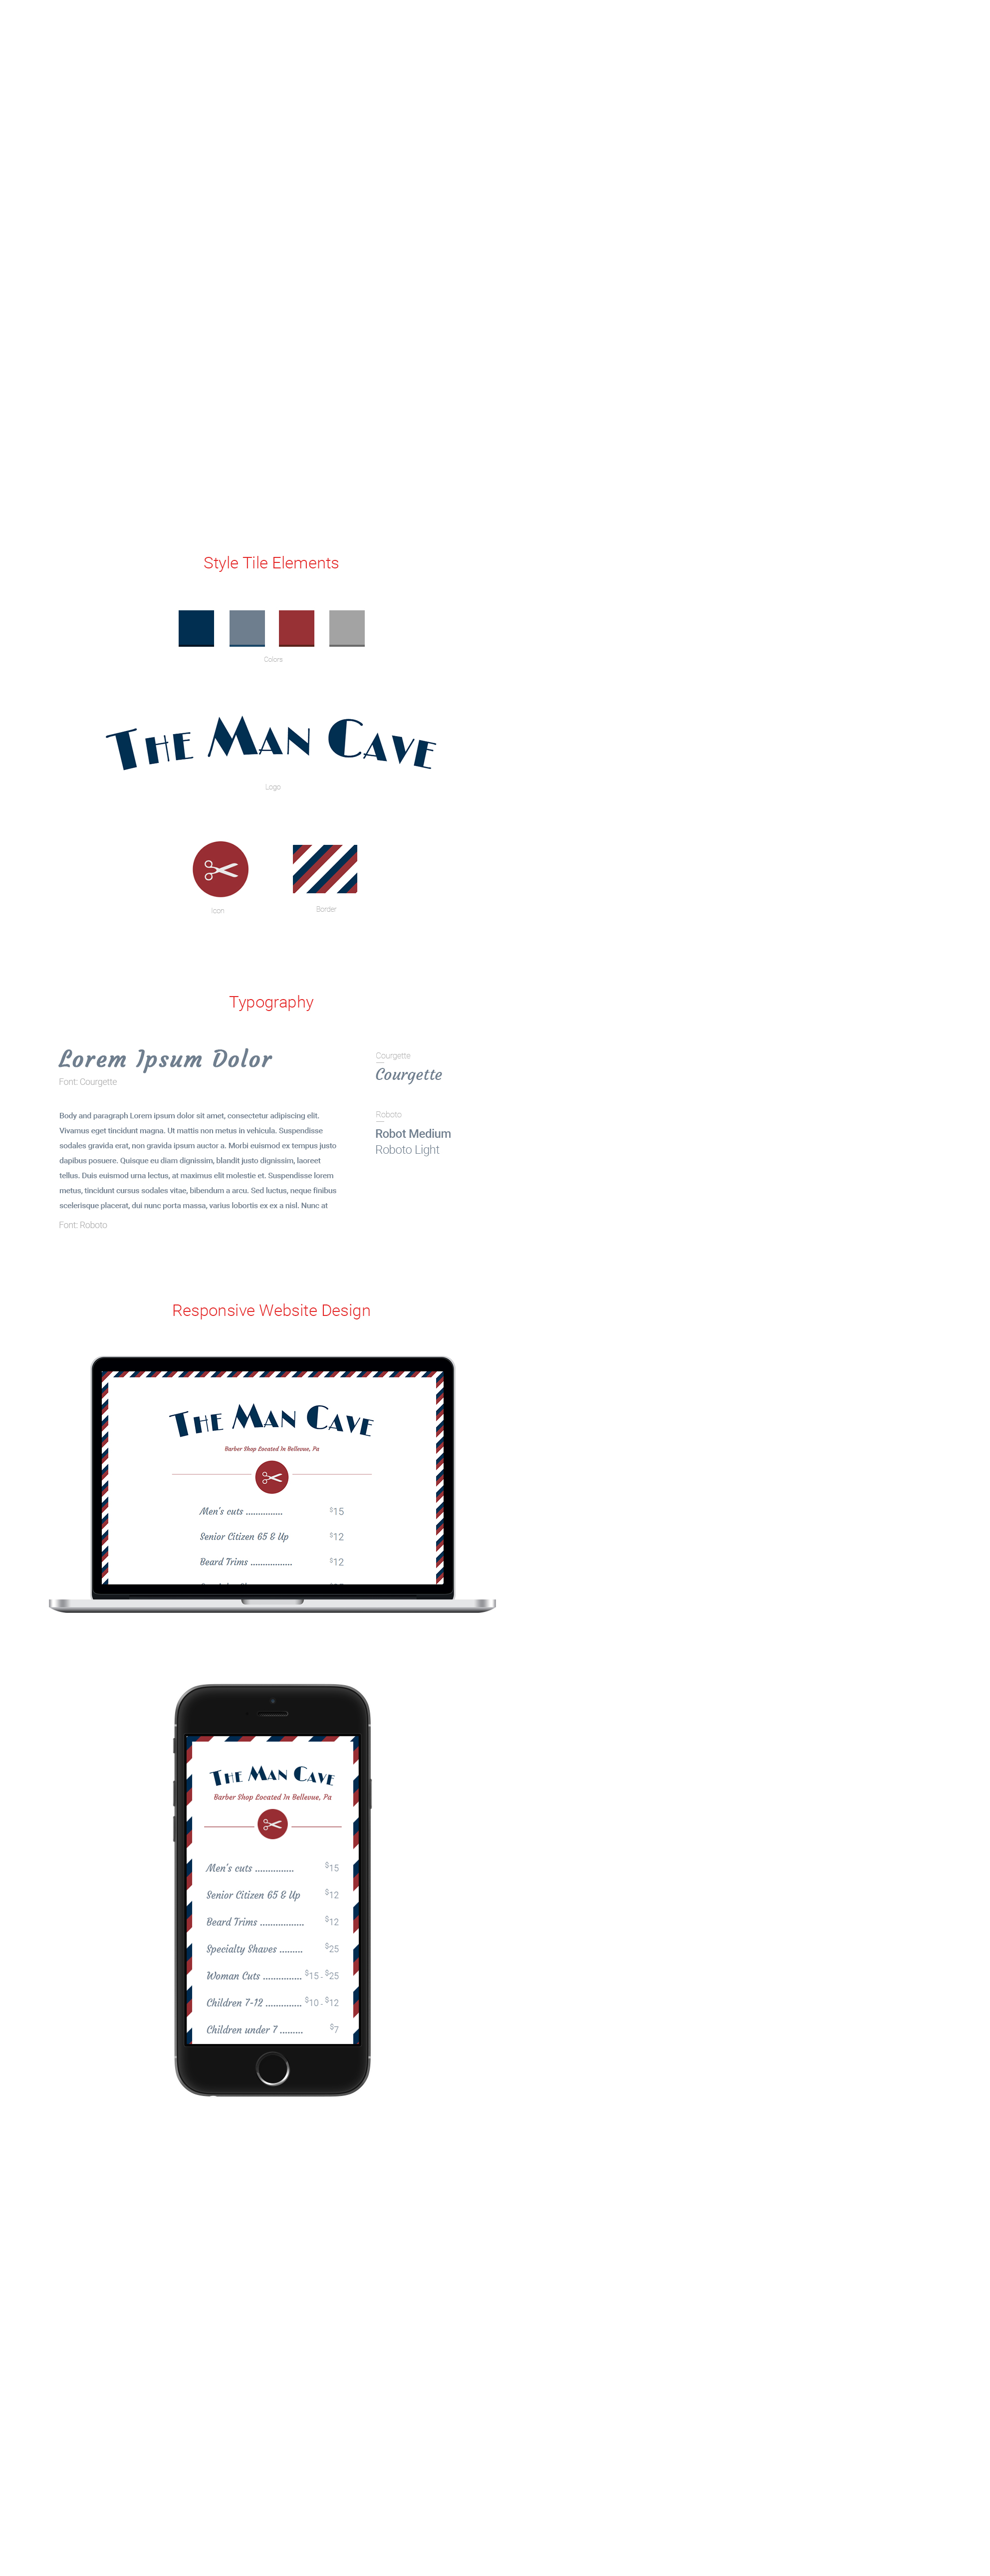 Style Tile Elements
Colors
THE MAN CAVE
Logo
Icon
Border
Typography
Lorem Ipsum Dolor
Font: Courgette
Body and paragraph Lorem ipsum dolor sit amet, consectetur adipiscing elit.
Vivamus eget tincidunt magna. Ut mattis non metus in vehicula. Suspendisse
sodales gravida erat, non gravida ipsum auctor a. Morbi euismod ex tempus justo
dapibus posuere. Quisque eu diam dignissim, blandit justo dignissim, laoreet
tellus. Duis euismod urna lectus, at maximus elit molestie et. Suspendisse lorem
metus, tincidunt cursus sodales vitae, bibendum a arcu. Sed luctus, neque finibus
scelerisque placerat, dui nunc porta massa, varius lobortis ex ex a nisl. Nunc at
Font: Roboto
Courgette
Courgette
Roboto
Robot Medium
Roboto Light
Responsive Website Design
THE MAN CAVE
Barber Shop Located In Bellevue, Pa
Men's cuts ............... $15
Senior Citizen 65 & Up $12
Beard Trims ................. $12
THE MAN CAVE
Barber Shop Located In Bellevue, Pa
Men's cuts ............... $15
Senior Citizen 65 & Up $12
Beard Trims ................. $12
Specialty Shaves ......... $25
Woman Cuts ............... $15 - $25
Children 7-12 .............. $10 - $12
Children under 7 ......... $7